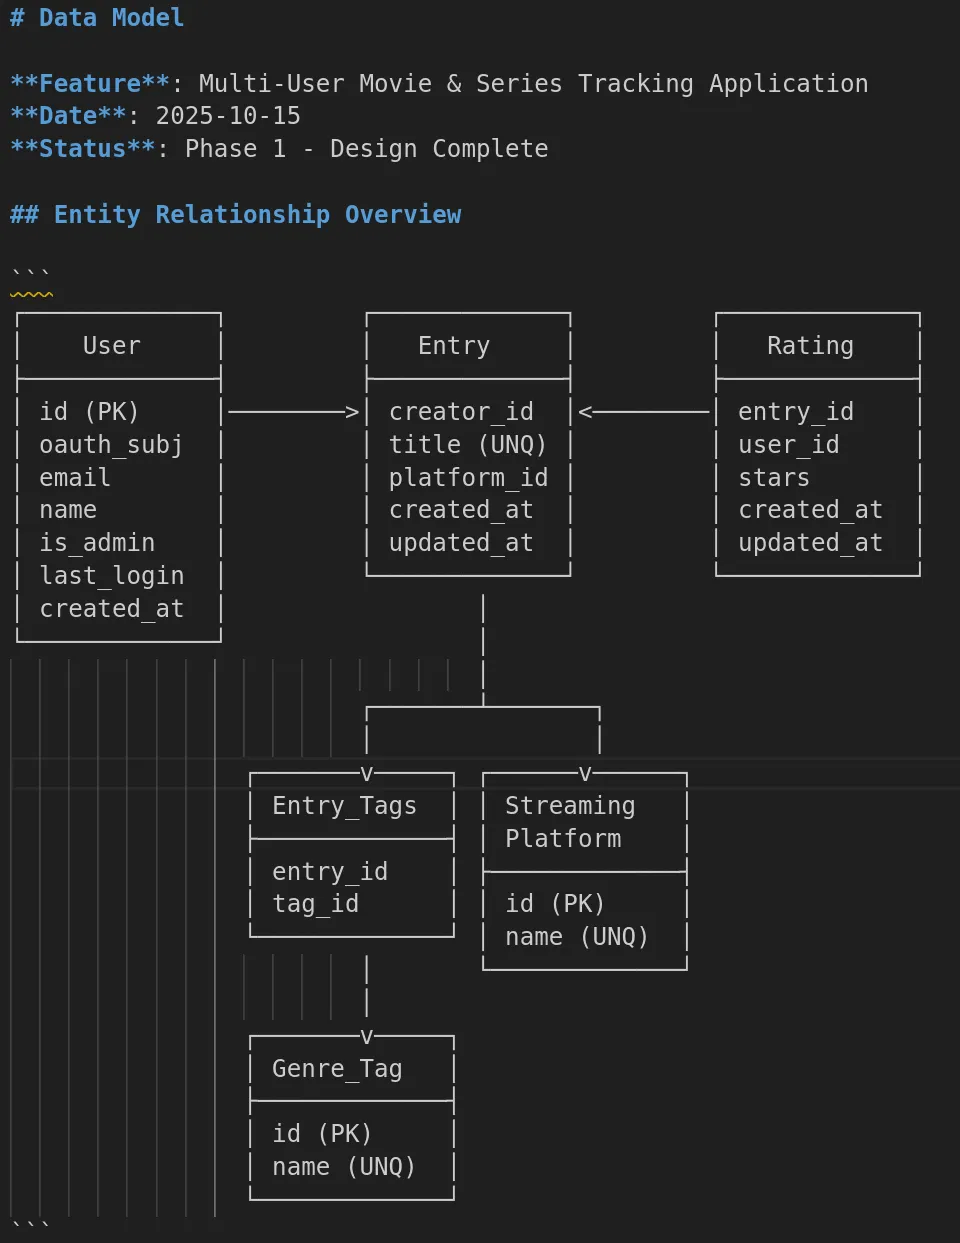 # Data Model

**Feature**: Multi-User Movie & Series Tracking Application
**Date**: 2025-10-15
**Status**: Phase 1 - Design Complete

## Entity Relationship Overview

```
┌─────────────┐         ┌─────────────┐         ┌─────────────┐
│    User     │         │   Entry     │         │   Rating    │
├─────────────┤         ├─────────────┤         ├─────────────┤
│ id (PK)     │────────>│ creator_id  │<────────│ entry_id    │
│ oauth_subj  │         │ title (UNQ) │         │ user_id     │
│ email       │         │ platform_id │         │ stars       │
│ name        │         │ created_at  │         │ created_at  │
│ is_admin    │         │ updated_at  │         │ updated_at  │
│ last_login  │         └─────────────┘         └─────────────┘
│ created_at  │                 │
└─────────────┘                 │
                                │
                        ┌───────┴───────┐
                        │               │
                ┌───────v─────┐ ┌──────v──────┐
                │ Entry_Tags  │ │ Streaming   │
                ├─────────────┤ │ Platform    │
                │ entry_id    │ ├─────────────┤
                │ tag_id      │ │ id (PK)     │
                └─────────────┘ │ name (UNQ)  │
                        │       └─────────────┘
                        │
                ┌───────v─────┐
                │ Genre_Tag   │
                ├─────────────┤
                │ id (PK)     │
                │ name (UNQ)  │
                └─────────────┘
```